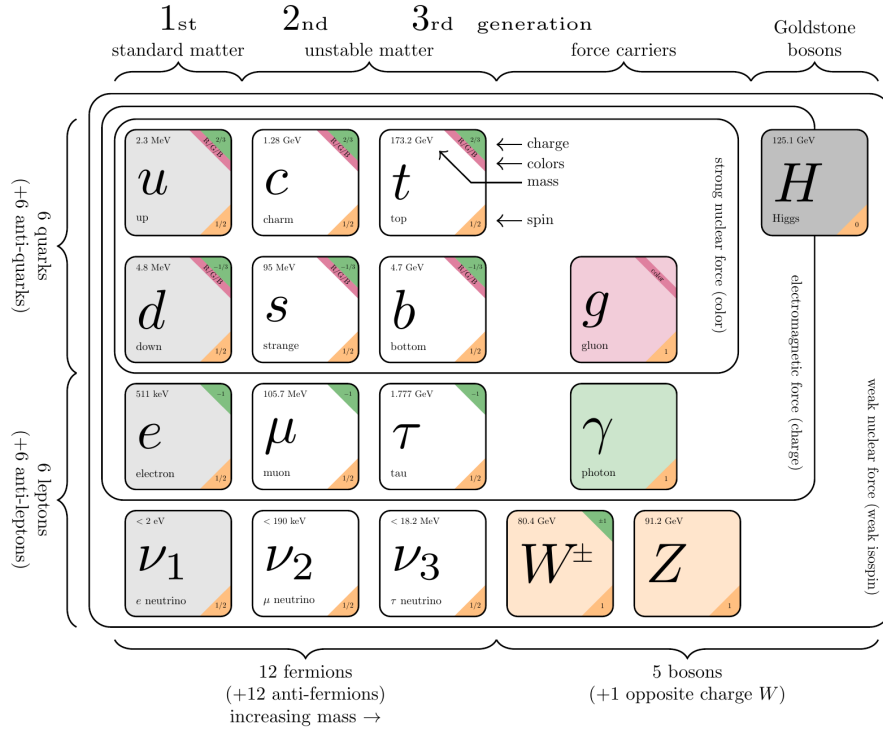 1st 2nd 3rd generation
standard matter unstable matter force carriers
Goldstone
bosons
6 quarks
(+6 anti-quarks)
6 leptons
(+6 anti-leptons)
2.3 MeV 2/3
R/G/B
u
up 1/2
1.28 GeV 2/3
R/G/B
c
charm 1/2
173.2 GeV 2/3
R/G/B
t
top 1/2
charge
colors
mass
spin
125.1 GeV
H
Higgs 0
4.8 MeV −1/3
R/G/B
d
down 1/2
95 MeV −1/3
R/G/B
s
strange 1/2
4.7 GeV −1/3
R/G/B
b
bottom 1/2
color
g
gluon 1
strong nuclear force (color)
511 keV −1
e
electron 1/2
105.7 MeV −1
μ
muon 1/2
1.777 GeV −1
τ
tau 1/2
γ
photon 1
electromagnetic force (charge)
< 2 eV
ν1
e neutrino 1/2
< 190 keV
ν2
μ neutrino 1/2
< 18.2 MeV
ν3
τ neutrino 1/2
80.4 GeV ±1
W±
1
91.2 GeV
Z
1
weak nuclear force (weak isospin)
12 fermions
(+12 anti-fermions)
increasing mass →
5 bosons
(+1 opposite charge W)